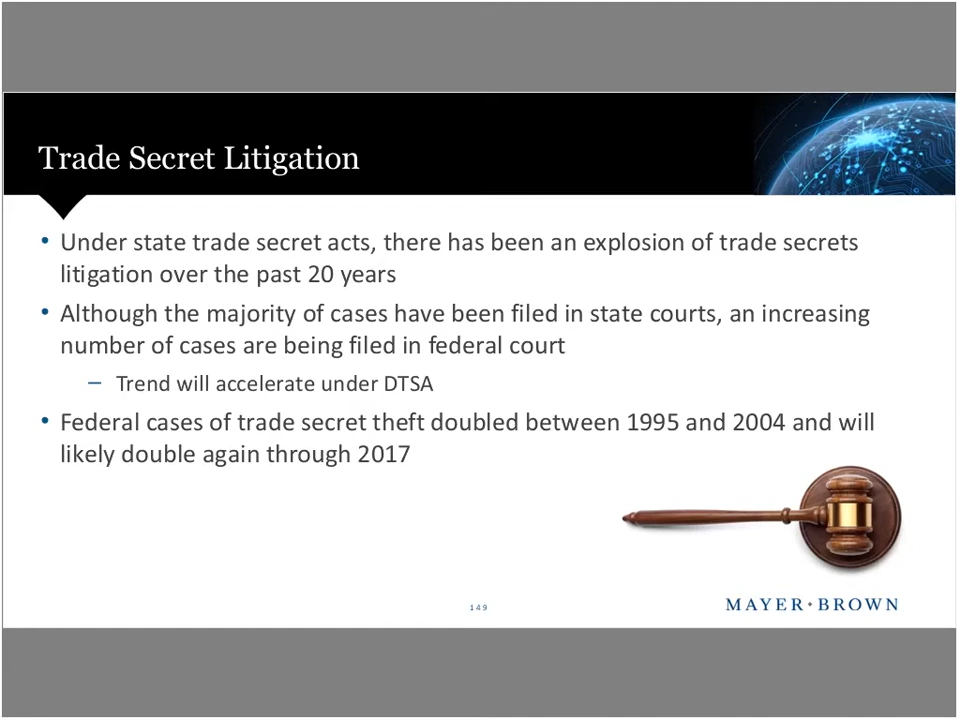 Trade Secret Litigation
• Under state trade secret acts, there has been an explosion of trade secrets
litigation over the past 20 years
• Although the majority of cases have been filed in state courts, an increasing
number of cases are being filed in federal court
– Trend will accelerate under DTSA
• Federal cases of trade secret theft doubled between 1995 and 2004 and will
likely double again through 2017
149
MAYER•BROWN